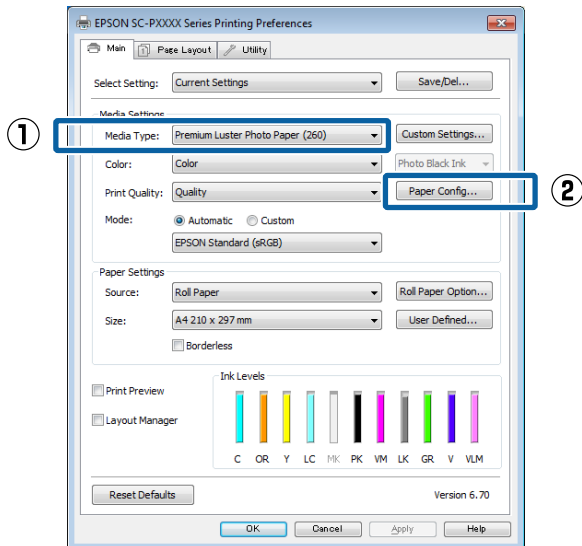 EPSON SC-PXXXX Series Printing Preferences
Main Page Layout Utility
Select Setting: Current Settings Save/Del...
Media Settings
① Media Type: Premium Luster Photo Paper (260) Custom Settings...
Color: Color Photo Black Ink
Print Quality: Quality Paper Config... ②
Mode: Automatic Custom
EPSON Standard (sRGB)
Paper Settings
Source: Roll Paper Roll Paper Option...
Size: A4 210 x 297 mm User Defined...
Borderless
Ink Levels
Print Preview
Layout Manager
C OR Y LC MK PK VM LK GR V VLM
Reset Defaults Version 6.70
OK Cancel Apply Help